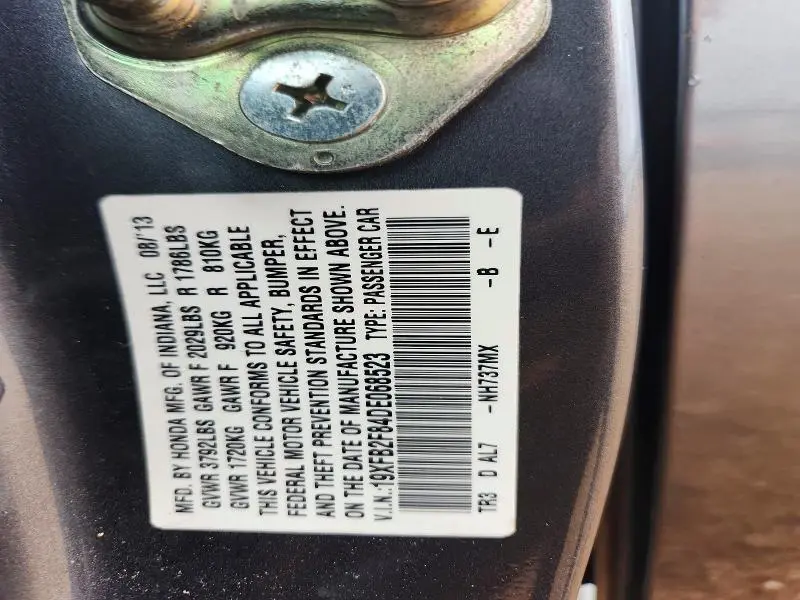 MFD. BY HONDA MFG. OF INDIANA, LLC 08/'13
GVWR 3792LBS GAWR F 2029LBS R 1786LBS
GVWR 1720KG GAWR F 920KG R 810KG
THIS VEHICLE CONFORMS TO ALL APPLICABLE
FEDERAL MOTOR VEHICLE SAFETY, BUMPER,
AND THEFT PREVENTION STANDARDS IN EFFECT
ON THE DATE OF MANUFACTURE SHOWN ABOVE.
V.I.N.:19XFB2F84DE068523 TYPE: PASSENGER CAR
TR3 D AL7 -NH737MX -B -E